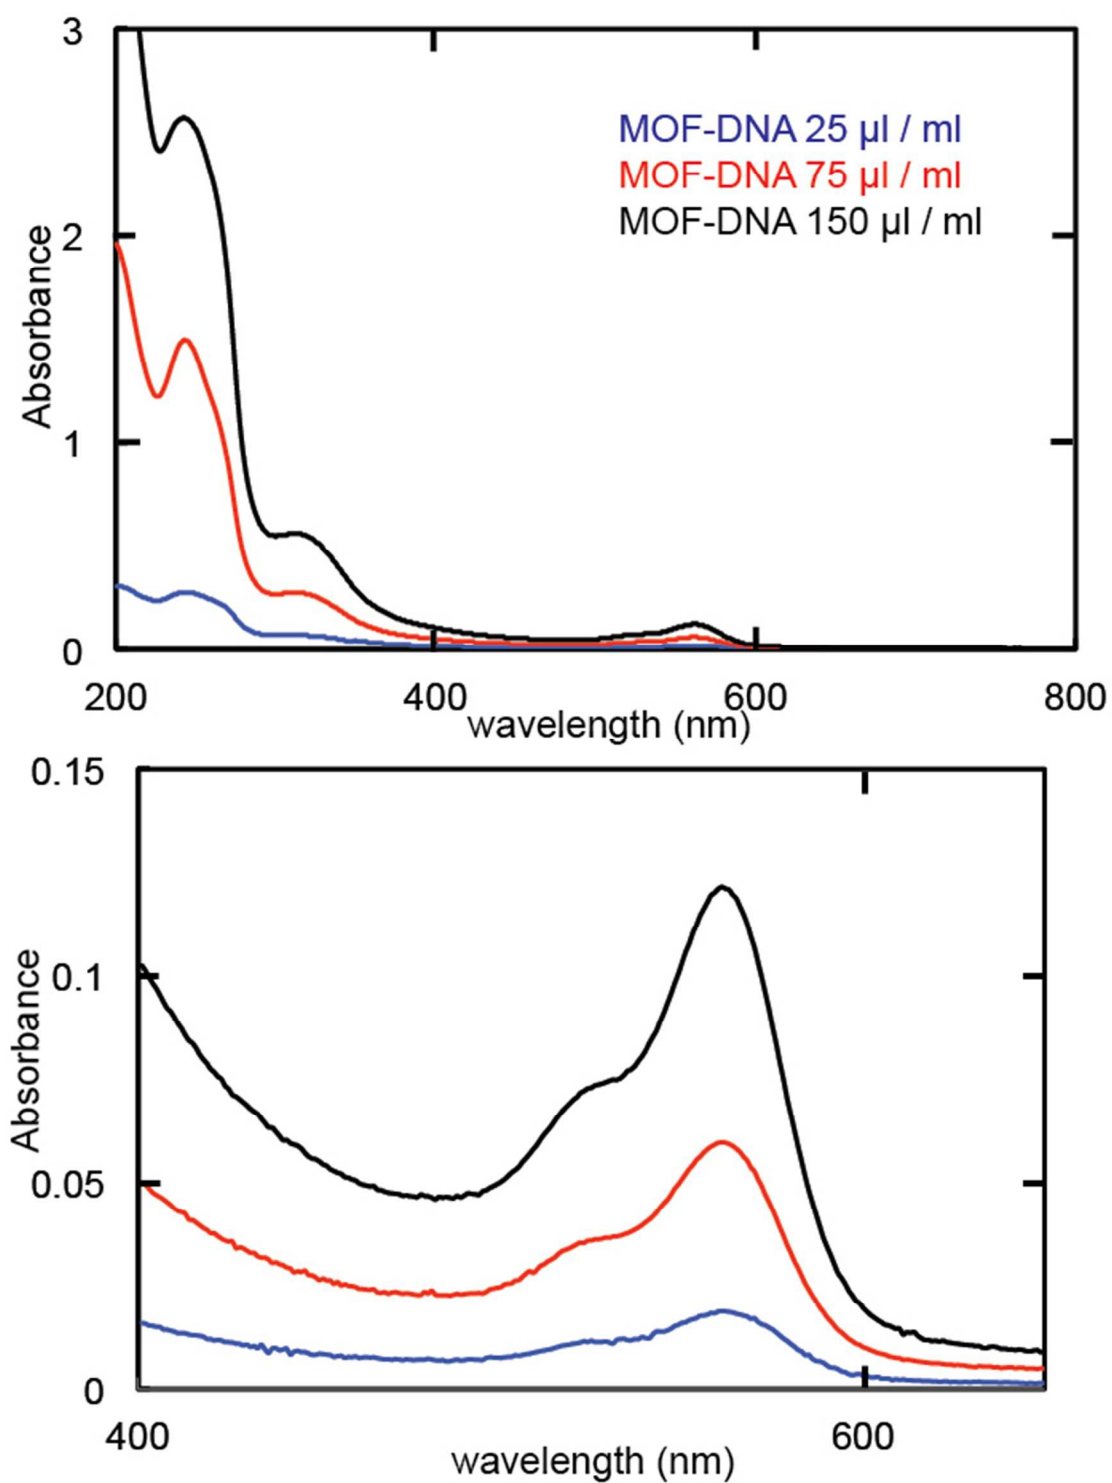 3
MOF-DNA 25 µl / ml
MOF-DNA 75 µl / ml
MOF-DNA 150 µl / ml
2
Absorbance
1
0
200 400 600 800
wavelength (nm)
0.15
0.1
Absorbance
0.05
0
400 600
wavelength (nm)